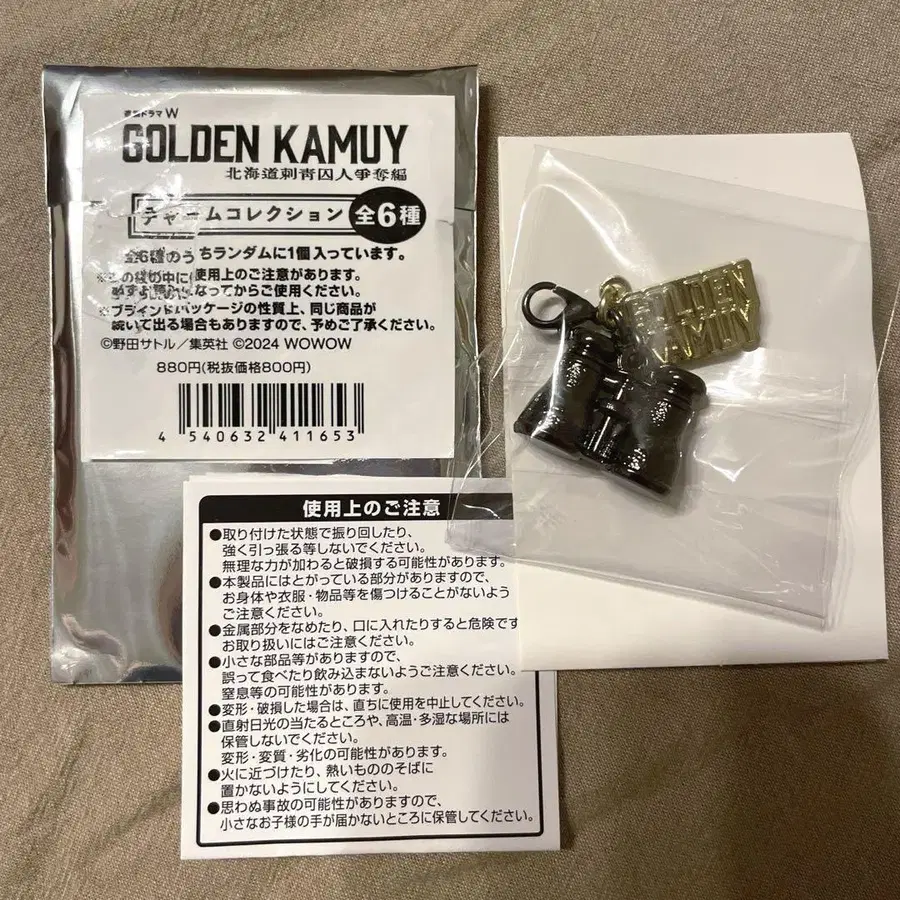 連続ドラマW
GOLDEN KAMUY
北海道刺青囚人争奪編
チャームコレクション 全6種
全6種のうちランダムに1個入っています。
※この袋の中に使用上のご注意があります。
必ずお読みになってからご使用ください。
※ブラインドパッケージの性質上、同じ商品が
続いて出る場合もありますので、予めご了承ください。
©野田サトル/集英社 ©2024 WOWOW
880円(税抜価格800円)
4 540632 411653
GOLDEN
KAMUY
使用上のご注意
●取り付けた状態で振り回したり、
強く引っ張る等しないでください。
無理な力が加わると破損する可能性があります。
●本製品にはとがっている部分がありますので、
お身体や衣服・物品等を傷つけることがないよう
ご注意ください。
●金属部分をなめたり、口に入れたりすると危険です
お取り扱いにはご注意ください。
●小さな部品等がありますので、
誤って食べたり飲み込まないようご注意ください。
窒息等の可能性があります。
●変形・破損した場合は、直ちに使用を中止してください。
●直射日光の当たるところや、高温・多湿な場所には
保管しないでください。
変形・変質・劣化の可能性があります。
●火に近づけたり、熱いもののそばに
置かないようにしてください。
●思わぬ事故の可能性がありますので、
小さなお子様の手が届かないところに保管してください。